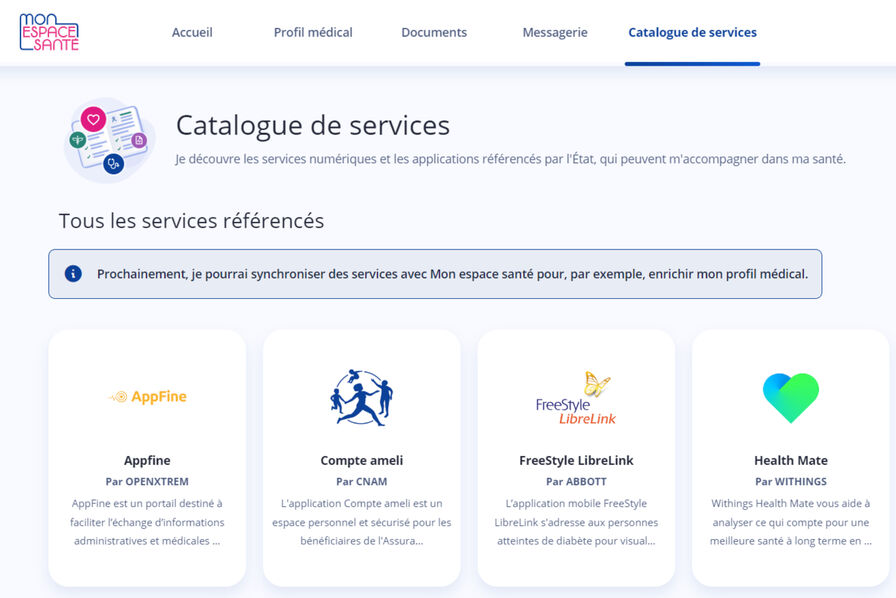 MON
ESPACE
SANTÉ
Accueil
Profil médical
Documents
Messagerie
Catalogue de services
Catalogue de services
Je découvre les services numériques et les applications référencés par l'État, qui peuvent m'accompagner dans ma santé.
Tous les services référencés
Prochainement, je pourrai synchroniser des services avec Mon espace santé pour, par exemple, enrichir mon profil médical.
AppFine
Appfine
Par OPENXTREM
AppFine est un portail destiné à
faciliter l'échange d'informations
administratives et médicales ...
Compte ameli
Par CNAM
L'application Compte ameli est un
espace personnel et sécurisé pour les
bénéficiaires de l'Assura...
FreeStyle
LibreLink
FreeStyle LibreLink
Par ABBOTT
L'application mobile FreeStyle
LibreLink s'adresse aux personnes
atteintes de diabète pour visual...
Health Mate
Par WITHINGS
Withings Health Mate vous aide à
analyser ce qui compte pour une
meilleure santé à long terme en ...